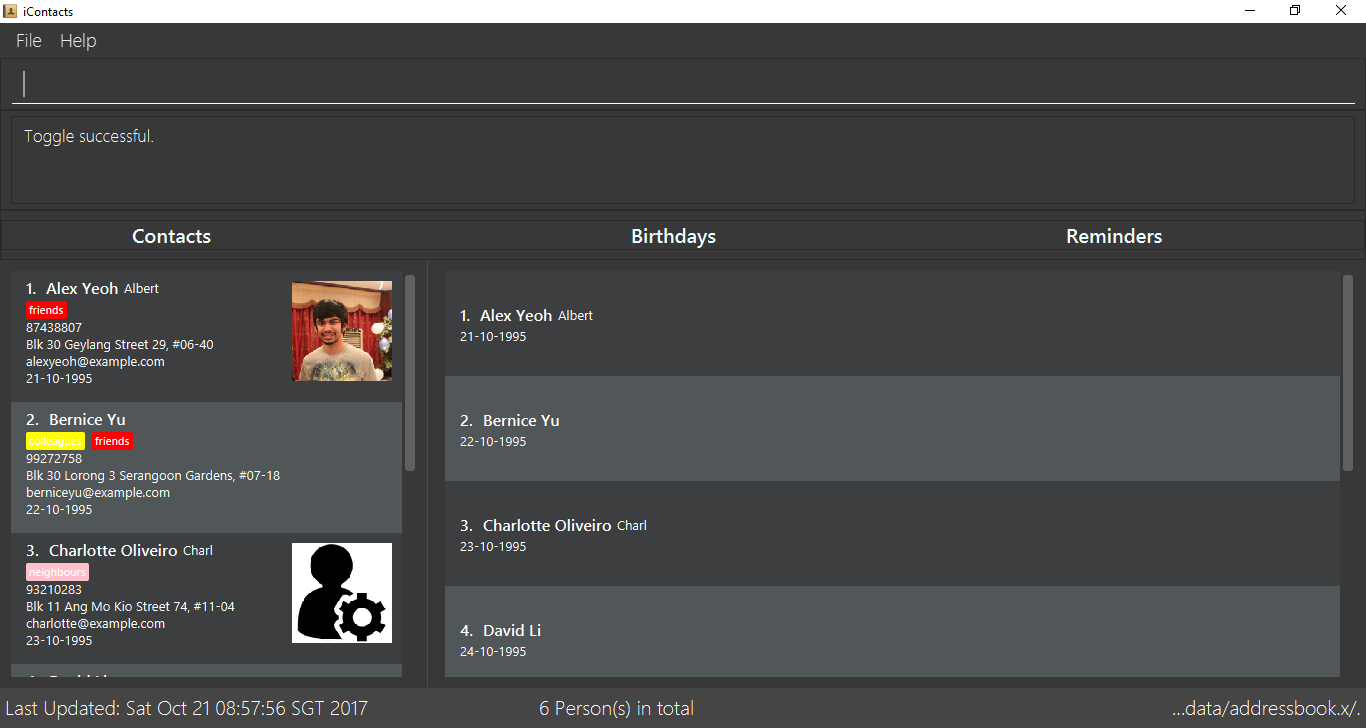 iContacts
File Help
Toggle successful.
Contacts Birthdays Reminders
1. Alex Yeoh Albert
friends
87438807
Blk 30 Geylang Street 29, #06-40
alexyeoh@example.com
21-10-1995
2. Bernice Yu
colleagues friends
99272758
Blk 30 Lorong 3 Serangoon Gardens, #07-18
berniceyu@example.com
22-10-1995
3. Charlotte Oliveiro Charl
neighbours
93210283
Blk 11 Ang Mo Kio Street 74, #11-04
charlotte@example.com
23-10-1995
1. Alex Yeoh Albert
21-10-1995
2. Bernice Yu
22-10-1995
3. Charlotte Oliveiro Charl
23-10-1995
4. David Li
24-10-1995
Last Updated: Sat Oct 21 08:57:56 SGT 2017 6 Person(s) in total ...data/addressbook.x/.